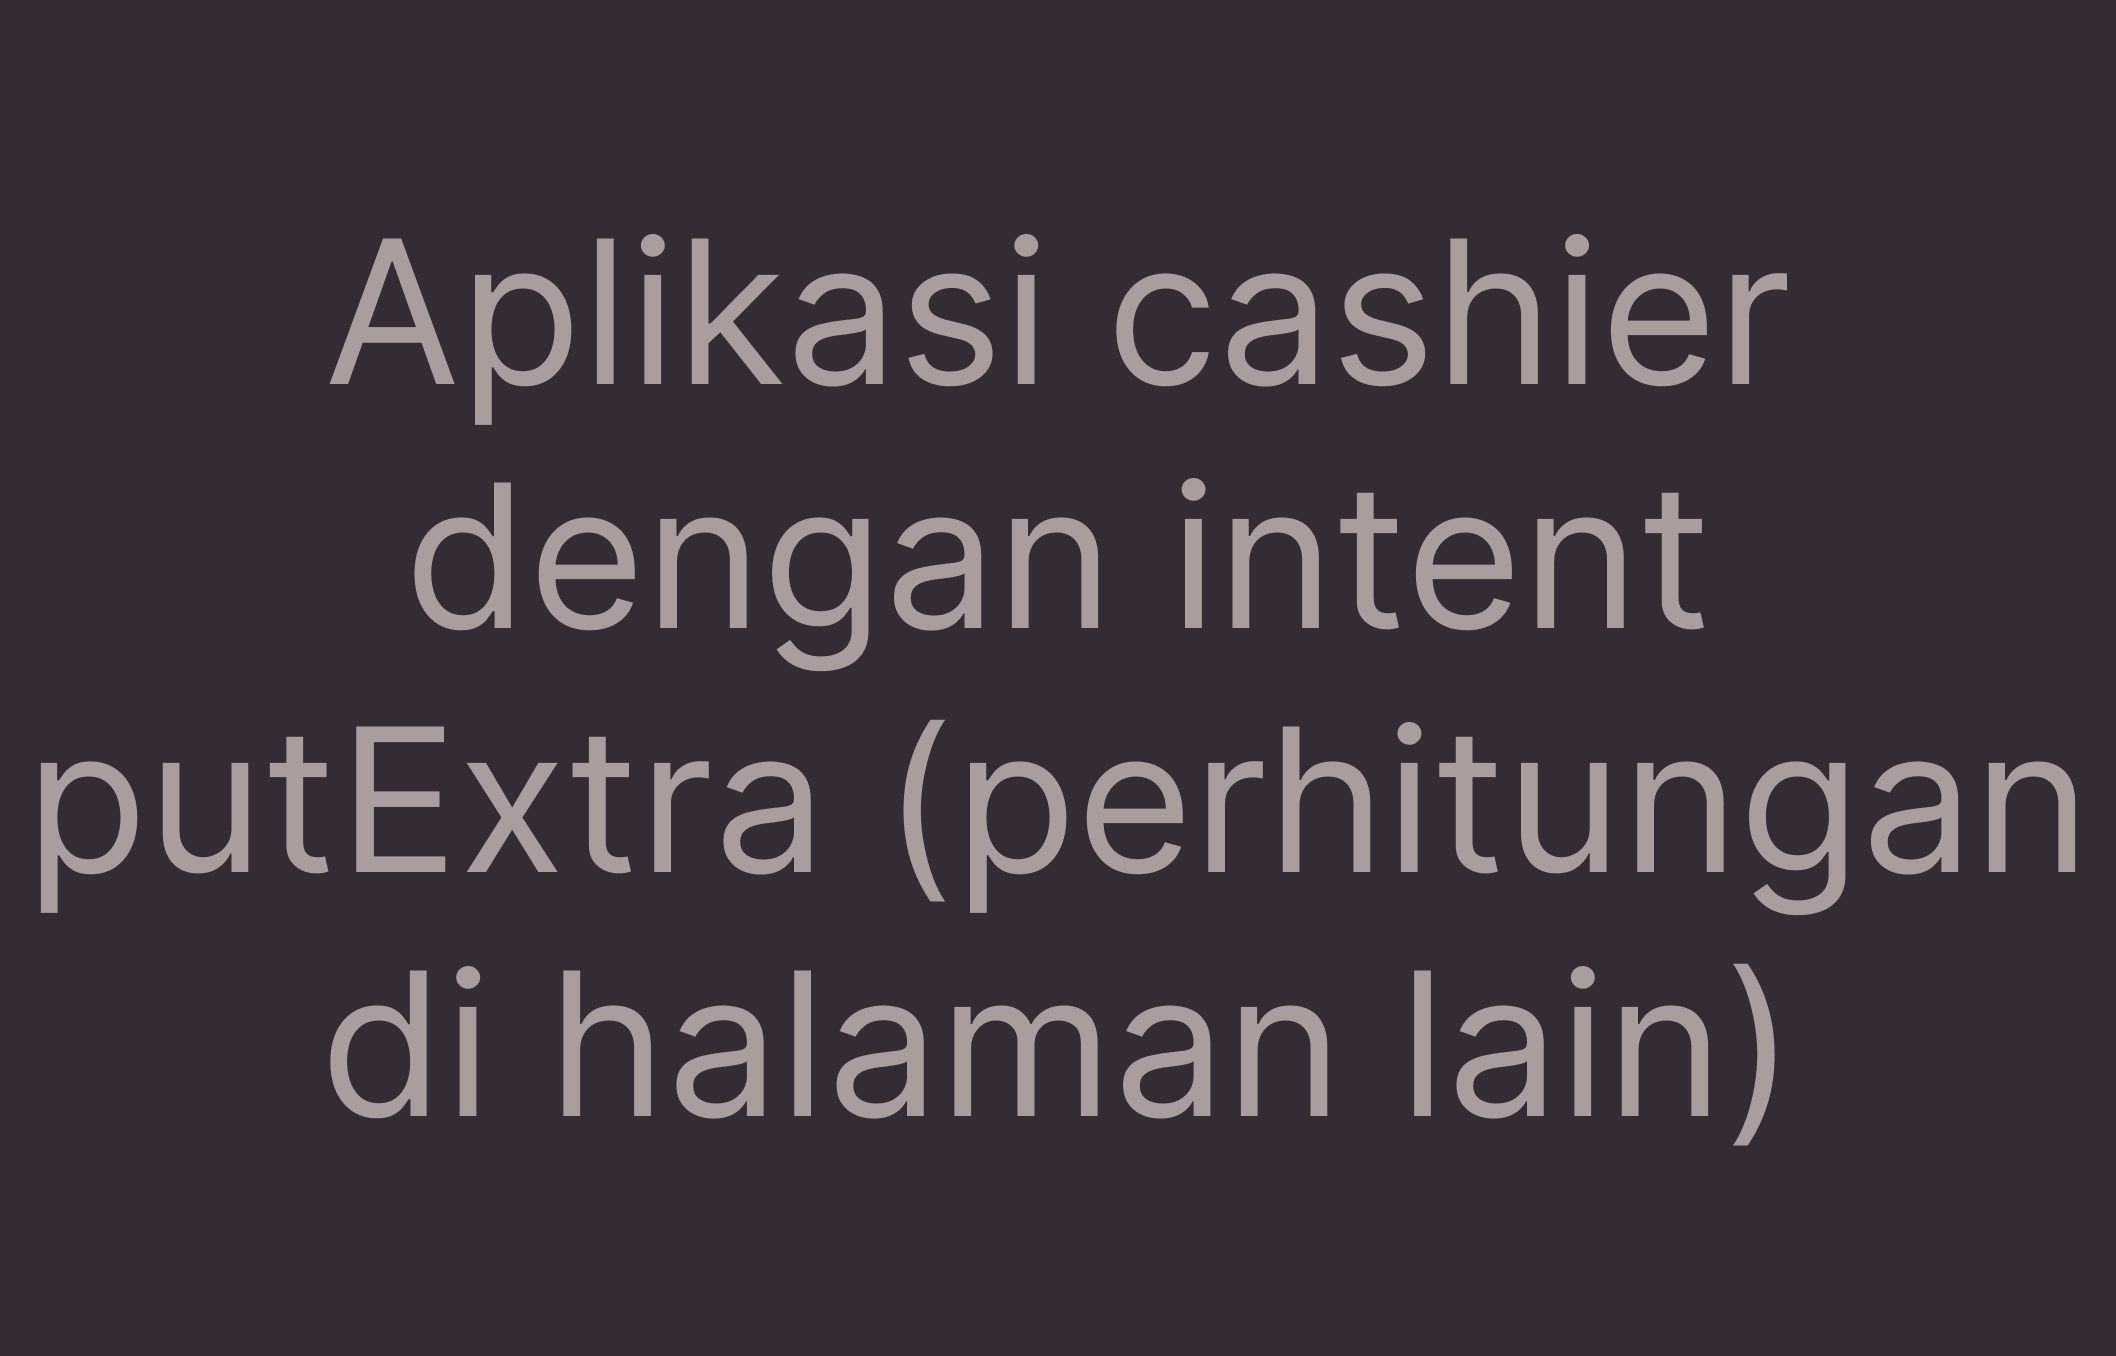 Aplikasi cashier
dengan intent
putExtra (perhitungan
di halaman lain)